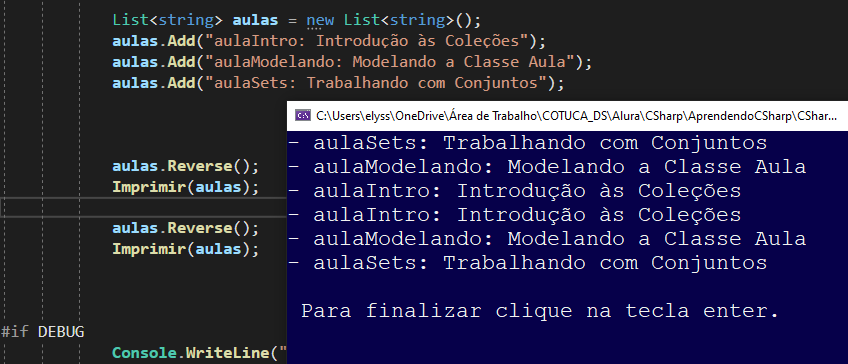 List<string> aulas = new List<string>();
aulas.Add("aulaIntro: Introdução às Coleções");
aulas.Add("aulaModelando: Modelando a Classe Aula");
aulas.Add("aulaSets: Trabalhando com Conjuntos");
C:\Users\elyss\OneDrive\Área de Trabalho\COTUCA_DS\Alura\CSharp\AprendendoCSharp\CShar...
- aulaSets: Trabalhando com Conjuntos
- aulaModelando: Modelando a Classe Aula
- aulaIntro: Introdução às Coleções
- aulaIntro: Introdução às Coleções
- aulaModelando: Modelando a Classe Aula
- aulaSets: Trabalhando com Conjuntos
Para finalizar clique na tecla enter.
aulas.Reverse();
Imprimir(aulas);
aulas.Reverse();
Imprimir(aulas);
#if DEBUG
Console.WriteLine("